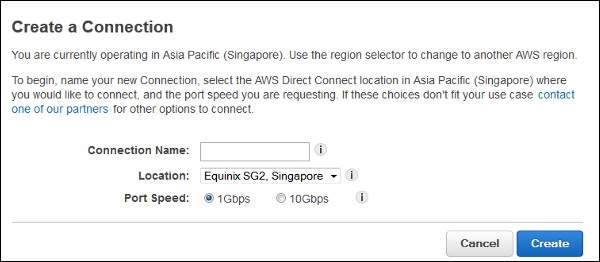 Create a Connection
You are currently operating in Asia Pacific (Singapore). Use the region selector to change to another AWS region.
To begin, name your new Connection, select the AWS Direct Connect location in Asia Pacific (Singapore) where
you would like to connect, and the port speed you are requesting. If these choices don't fit your use case contact
one of our partners for other options to connect.
Connection Name: i
Location: Equinix SG2, Singapore i
Port Speed: 1Gbps 10Gbps i
Cancel Create